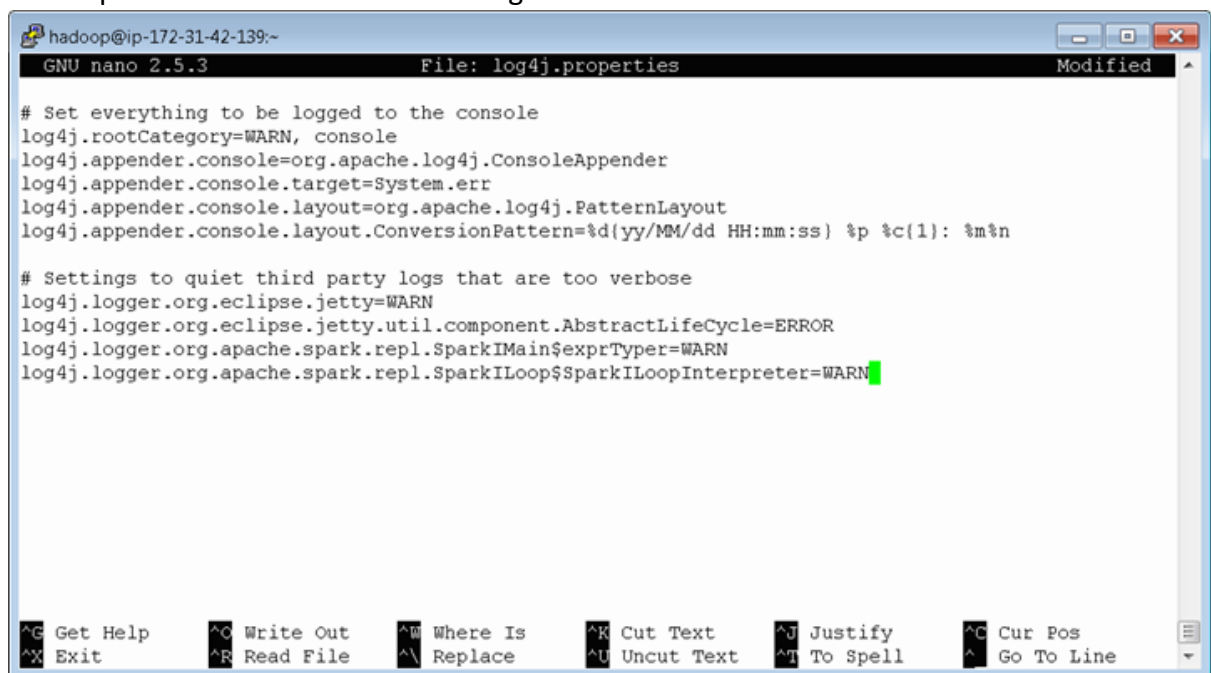 hadoop@ip-172-31-42-139:~
GNU nano 2.5.3 File: log4j.properties Modified
# Set everything to be logged to the console
log4j.rootCategory=WARN, console
log4j.appender.console=org.apache.log4j.ConsoleAppender
log4j.appender.console.target=System.err
log4j.appender.console.layout=org.apache.log4j.PatternLayout
log4j.appender.console.layout.ConversionPattern=%d{yy/MM/dd HH:mm:ss} %p %c{1}: %m%n
# Settings to quiet third party logs that are too verbose
log4j.logger.org.eclipse.jetty=WARN
log4j.logger.org.eclipse.jetty.util.component.AbstractLifeCycle=ERROR
log4j.logger.org.apache.spark.repl.SparkIMain$exprTyper=WARN
log4j.logger.org.apache.spark.repl.SparkILoop$SparkILoopInterpreter=WARN
^G Get Help ^O Write Out ^W Where Is ^K Cut Text ^J Justify ^C Cur Pos
^X Exit ^R Read File ^\ Replace ^U Uncut Text ^T To Spell ^_ Go To Line